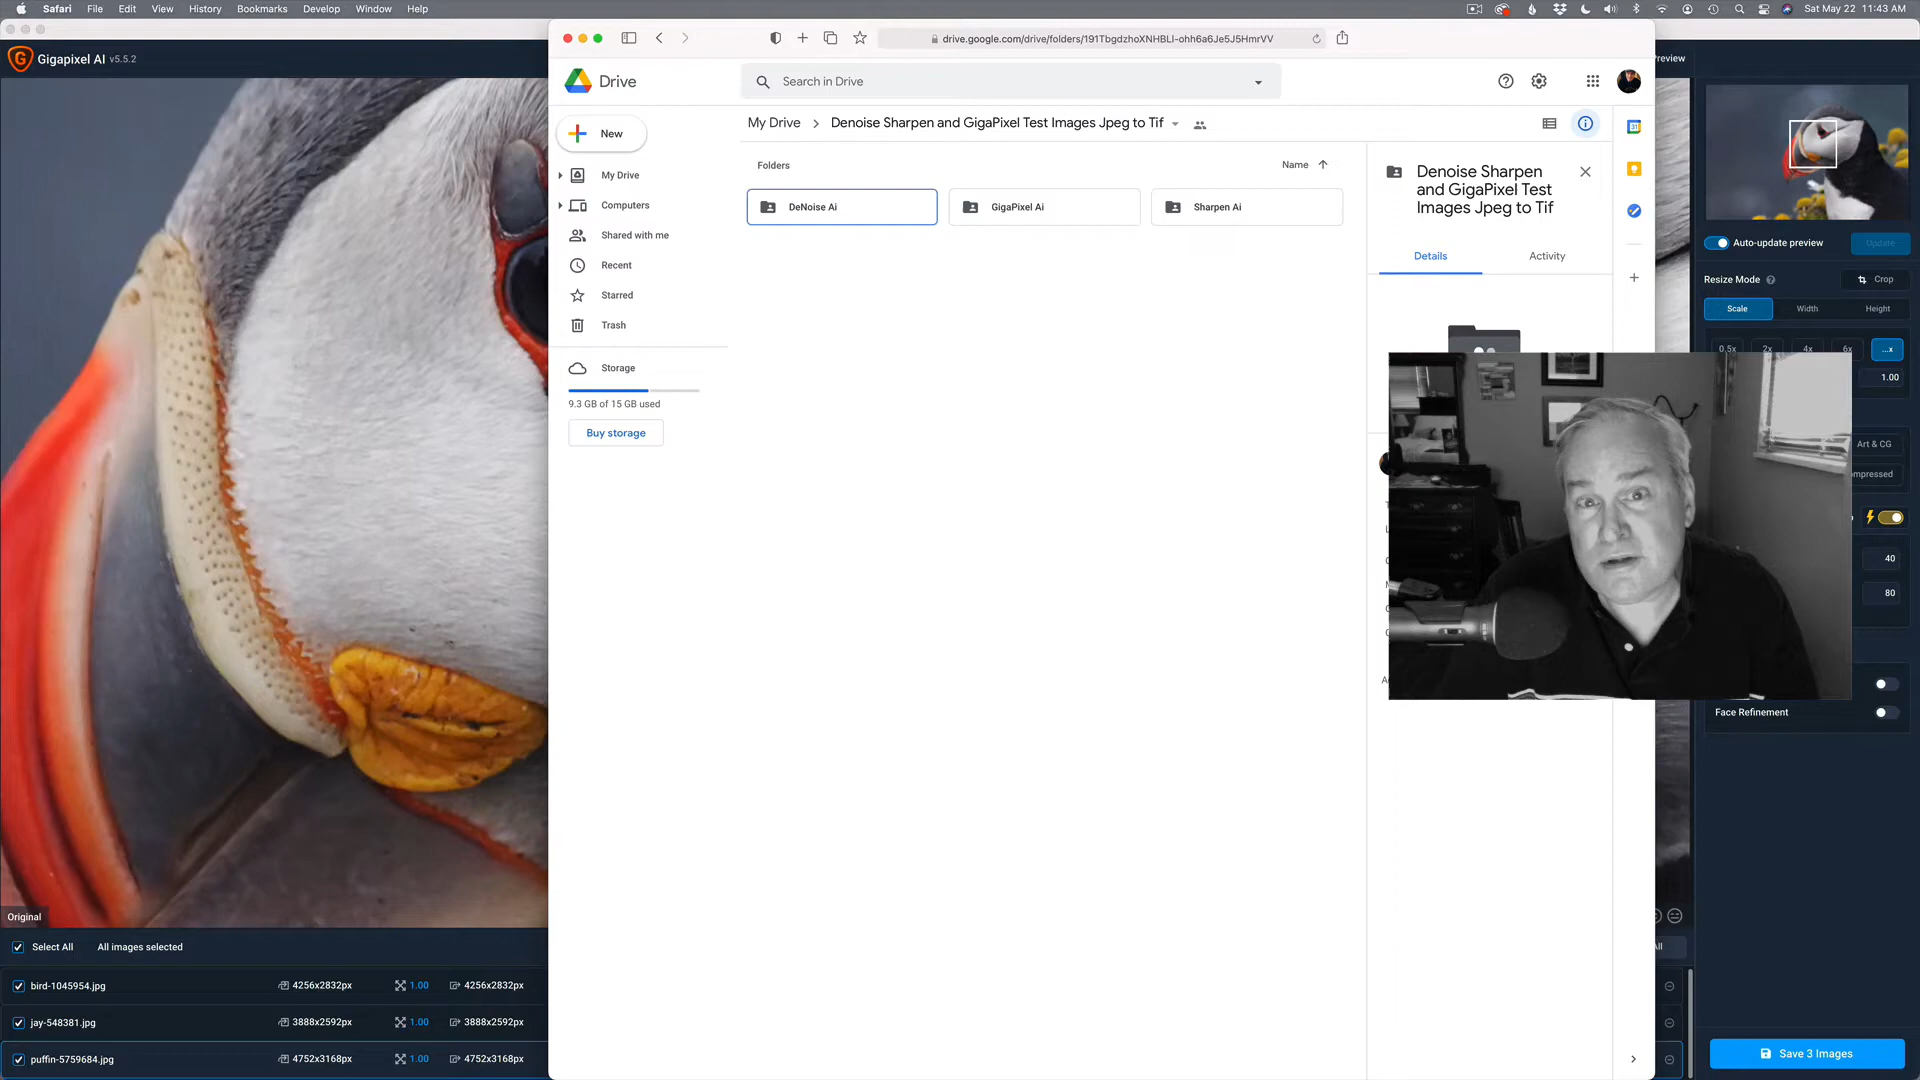 Safari File Edit View History Bookmarks Develop Window Help
Sat May 22 11:43 AM
Gigapixel AI v5.5.2
drive.google.com/drive/folders/191TbgdzhoXNHBLI-ohh6a6Je5J5HmrVV
Preview
Drive
Search in Drive
My Drive
Denoise Sharpen and GigaPixel Test Images Jpeg to Tif
New
My Drive
Computers
Shared with me
Recent
Starred
Trash
Storage
9.3 GB of 15 GB used
Buy storage
Folders
Name
DeNoise Ai
GigaPixel Ai
Sharpen Ai
Denoise Sharpen
and GigaPixel Test
Images Jpeg to Tif
Details
Activity
31
Auto-update preview
Update
Resize Mode
Crop
Scale
Width
Height
0.5x
2x
4x
6x
...x
1.00
Art & CG
40
80
Face Refinement
Original
Select All
All images selected
bird-1045954.jpg 4256x2832px 1.00 4256x2832px
jay-548381.jpg 3888x2592px 1.00 3888x2592px
puffin-5759684.jpg 4752x3168px 1.00 4752x3168px
Save 3 Images